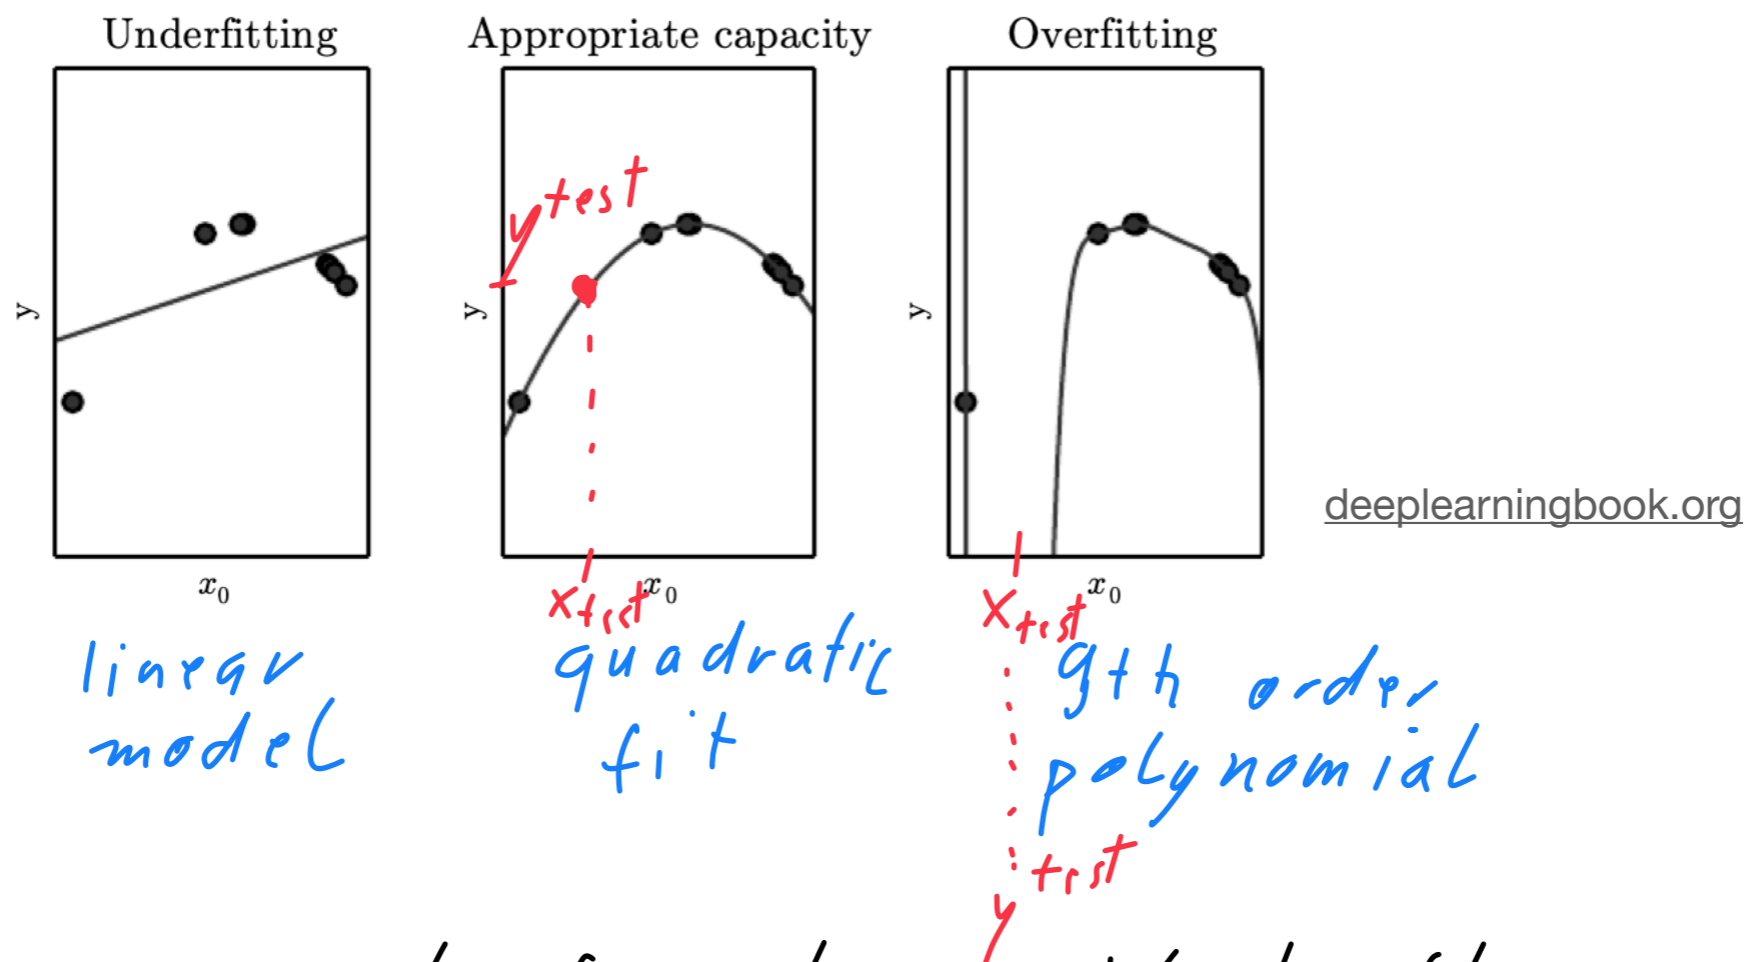 Underfitting
Appropriate capacity
Overfitting
y
y
y
ytest
x0
x0
x0
xtest
xtest
deeplearningbook.org
linear
model
quadratic
fit
9th order
polynomial
ytest